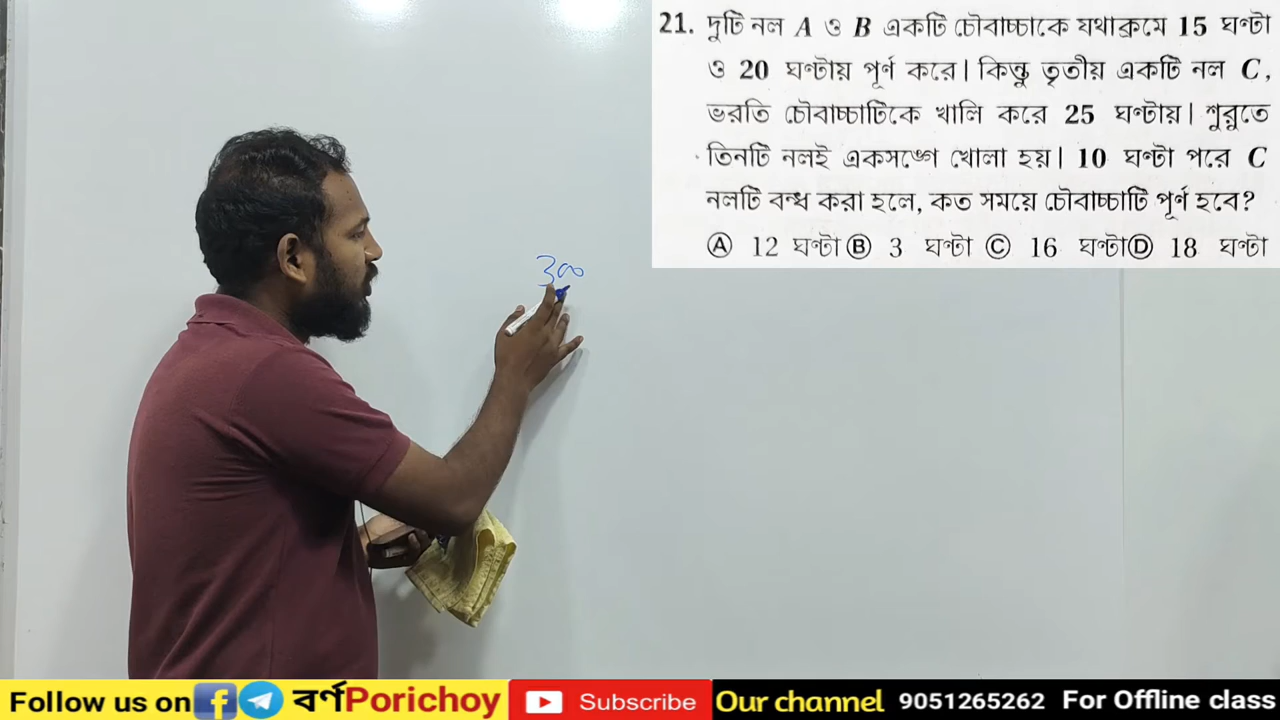 21. দুটি নল A ও B একটি চৌবাচ্চাকে যথাক্রমে 15 ঘণ্টা
ও 20 ঘণ্টায় পূর্ণ করে। কিন্তু তৃতীয় একটি নল C,
ভরতি চৌবাচ্চাটিকে খালি করে 25 ঘণ্টায়। শুরুতে
তিনটি নলই একসঙ্গে খোলা হয়। 10 ঘণ্টা পরে C
নলটি বন্ধ করা হলে, কত সময়ে চৌবাচ্চাটি পূর্ণ হবে?
Ⓐ 12 ঘণ্টা Ⓑ 3 ঘণ্টা Ⓒ 16 ঘণ্টা Ⓓ 18 ঘণ্টা
300
Follow us on বর্ণPorichoy Subscribe Our channel 9051265262 For Offline class